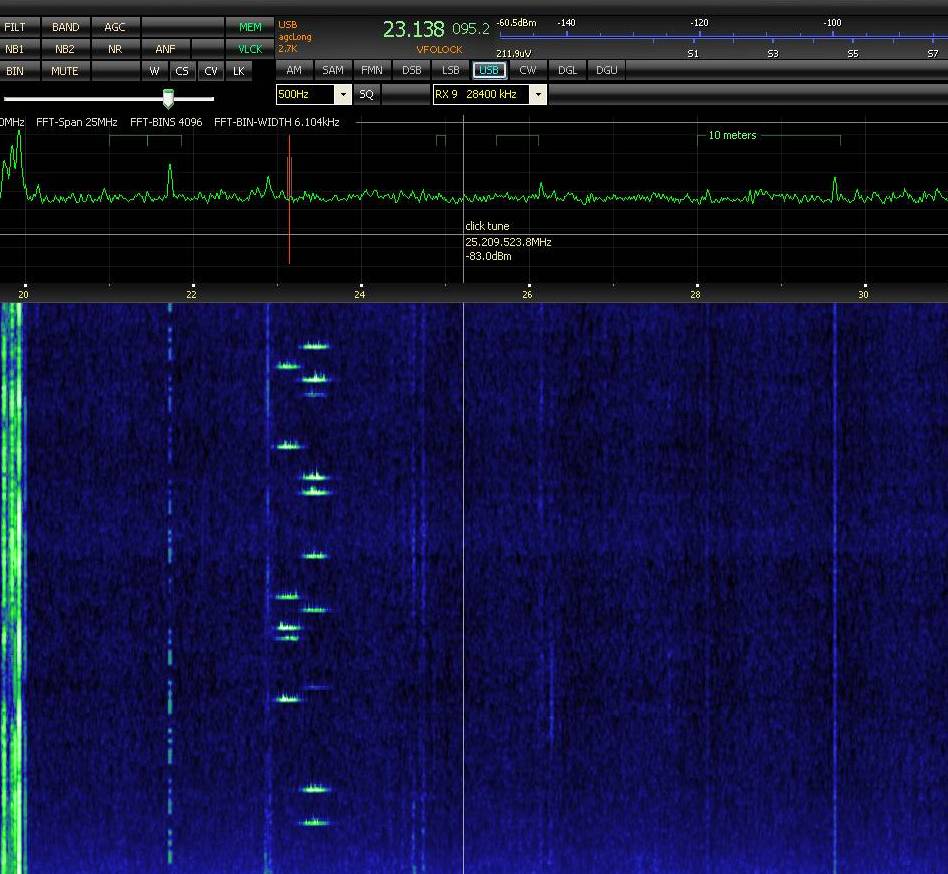 FILT BAND AGC MEM
NB1 NB2 NR ANF VLCK
BIN MUTE W CS CV LK
USB
agcLong
2.7K
23.138 095.2
VFOLOCK
-60.5dBm -140 -120 -100
211.9uV S1 S3 S5 S7
AM SAM FMN DSB LSB USB CW DGL DGU
500Hz SQ RX 9 28400 kHz
0MHz FFT-Span 25MHz FFT-BINS 4096 FFT-BIN-WIDTH 6.104kHz
10 meters
click tune
25.209.523.8MHz
-83.0dBm
20 22 24 26 28 30